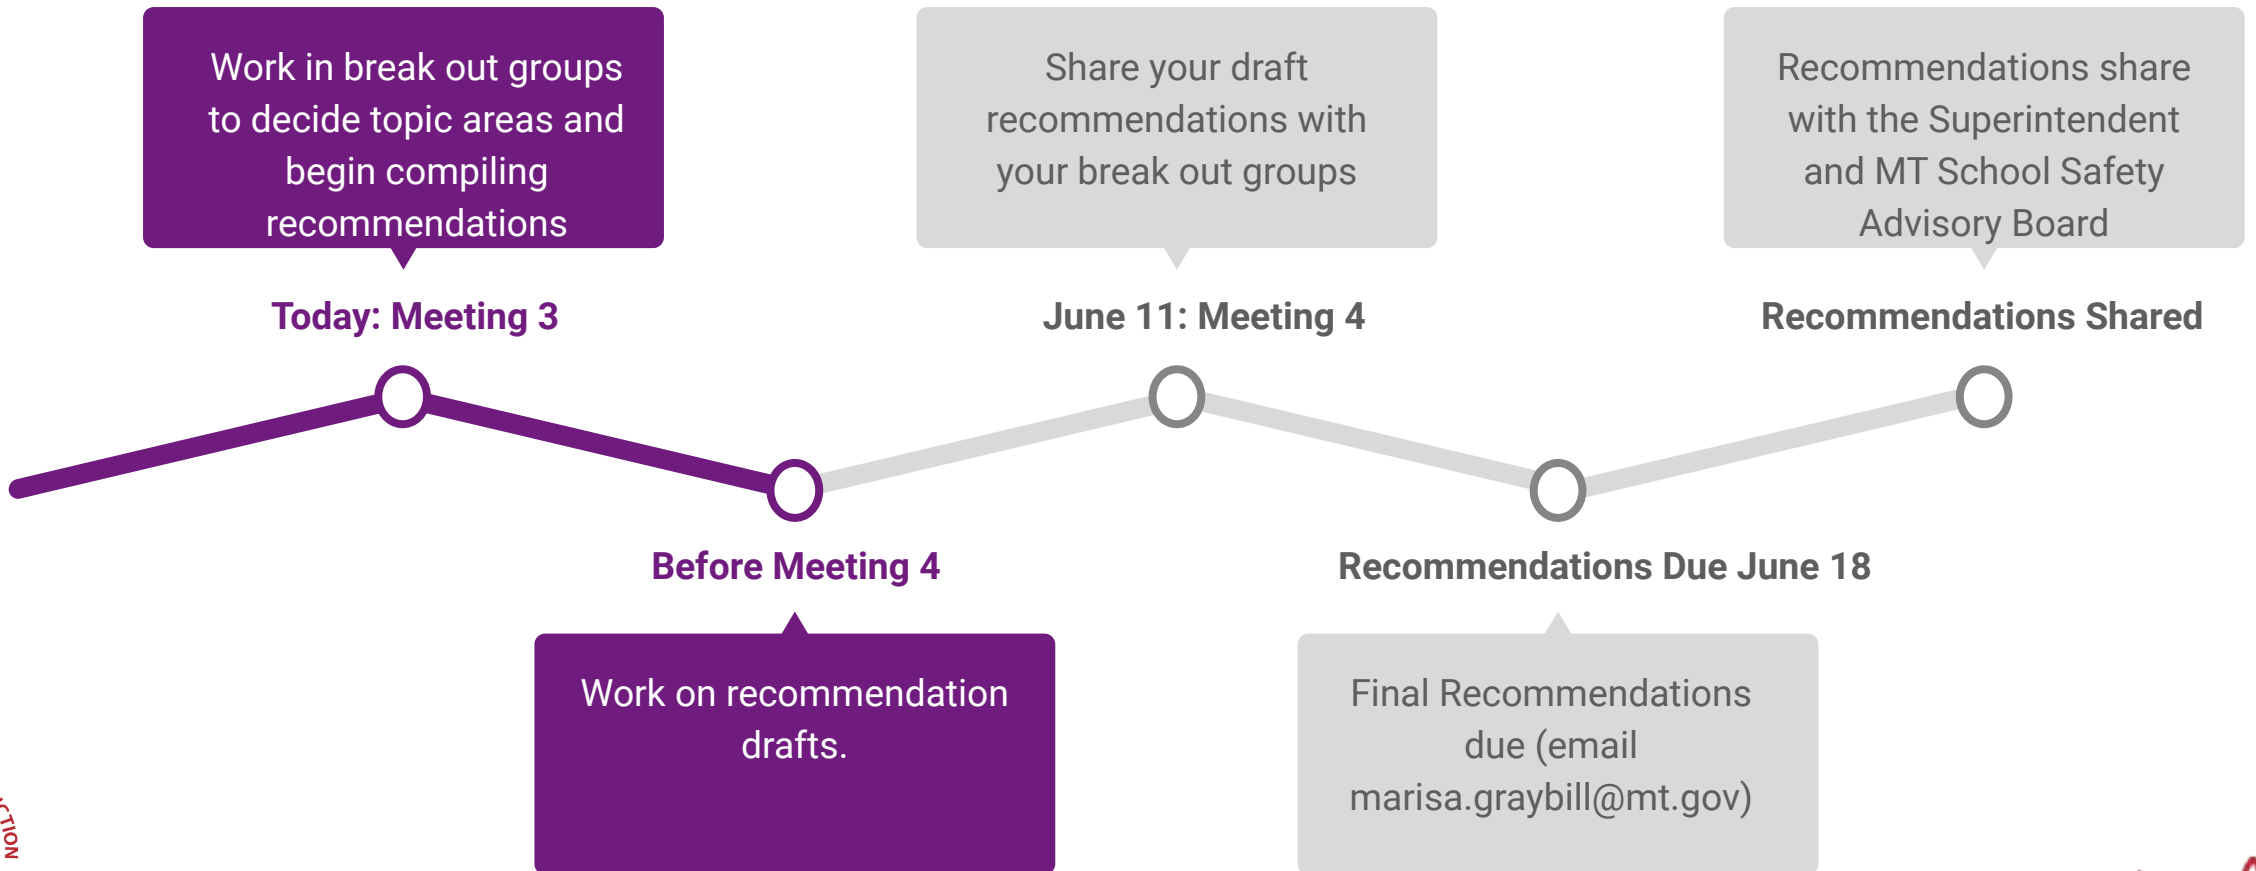 Work in break out groups
to decide topic areas and
begin compiling
recommendations
Today: Meeting 3
Share your draft
recommendations with
your break out groups
June 11: Meeting 4
Recommendations share
with the Superintendent
and MT School Safety
Advisory Board
Recommendations Shared
Before Meeting 4
Work on recommendation
drafts.
Recommendations Due June 18
Final Recommendations
due (email
marisa.graybill@mt.gov)